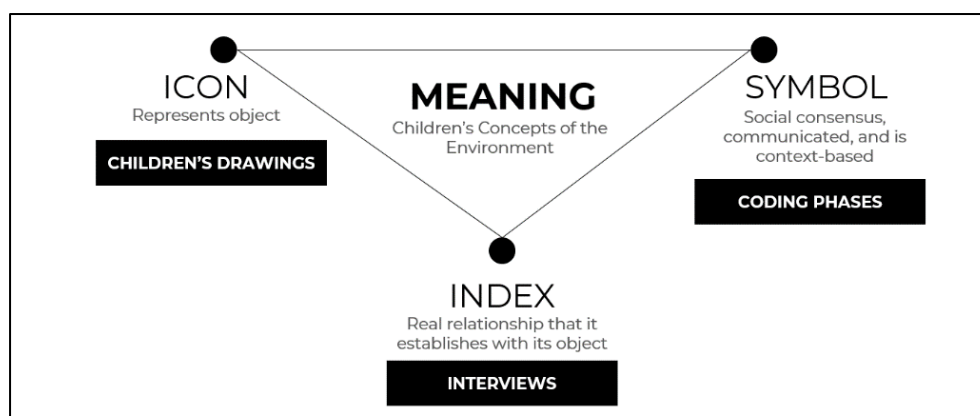 ICON
Represents object
CHILDREN'S DRAWINGS
MEANING
Children's Concepts of the
Environment
SYMBOL
Social consensus,
communicated, and is
context-based
CODING PHASES
INDEX
Real relationship that it
establishes with its object
INTERVIEWS